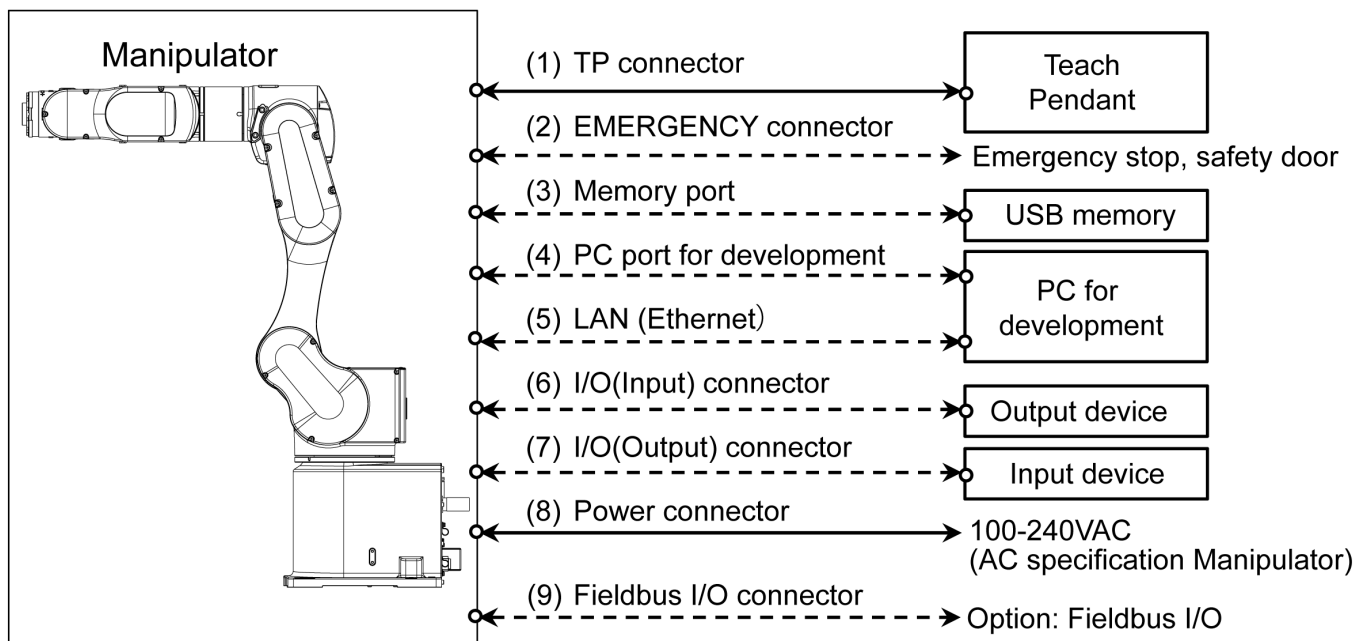 Manipulator
(1) TP connector
Teach
Pendant
(2) EMERGENCY connector
Emergency stop, safety door
(3) Memory port
USB memory
(4) PC port for development
PC for
development
(5) LAN (Ethernet）
(6) I/O(Input) connector
Output device
(7) I/O(Output) connector
Input device
(8) Power connector
100-240VAC
(AC specification Manipulator)
(9) Fieldbus I/O connector
Option: Fieldbus I/O